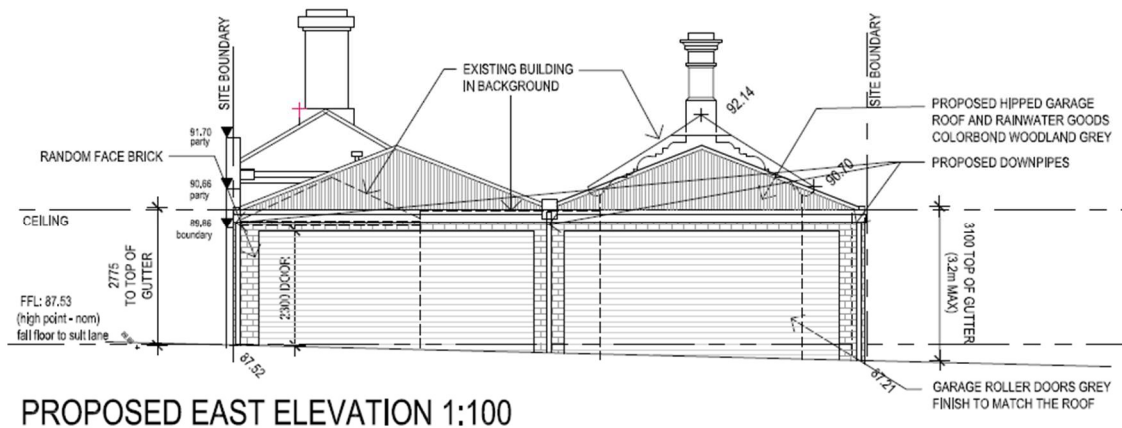 SITE BOUNDARY
EXISTING BUILDING
IN BACKGROUND
SITE BOUNDARY
92.14
PROPOSED HIPPED GARAGE
ROOF AND RAINWATER GOODS
COLORBOND WOODLAND GREY
91.70
party
RANDOM FACE BRICK
PROPOSED DOWNPIPES
90.66
party
90.70
CEILING
89.86
boundary
2775
TO TOP OF
GUTTER
2300 DOOR
3100 TOP OF GUTTER
(3.2m MAX)
FFL: 87.53
(high point - nom)
fall floor to suit lane
87.52
87.21
GARAGE ROLLER DOORS GREY
FINISH TO MATCH THE ROOF
PROPOSED EAST ELEVATION 1:100